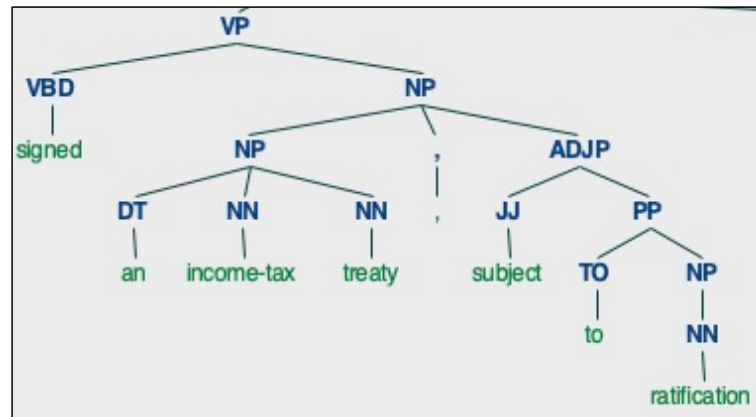 VP
VBD NP
signed NP , ADJP
DT NN NN , JJ PP
an income-tax treaty subject TO NP
to NN
ratification